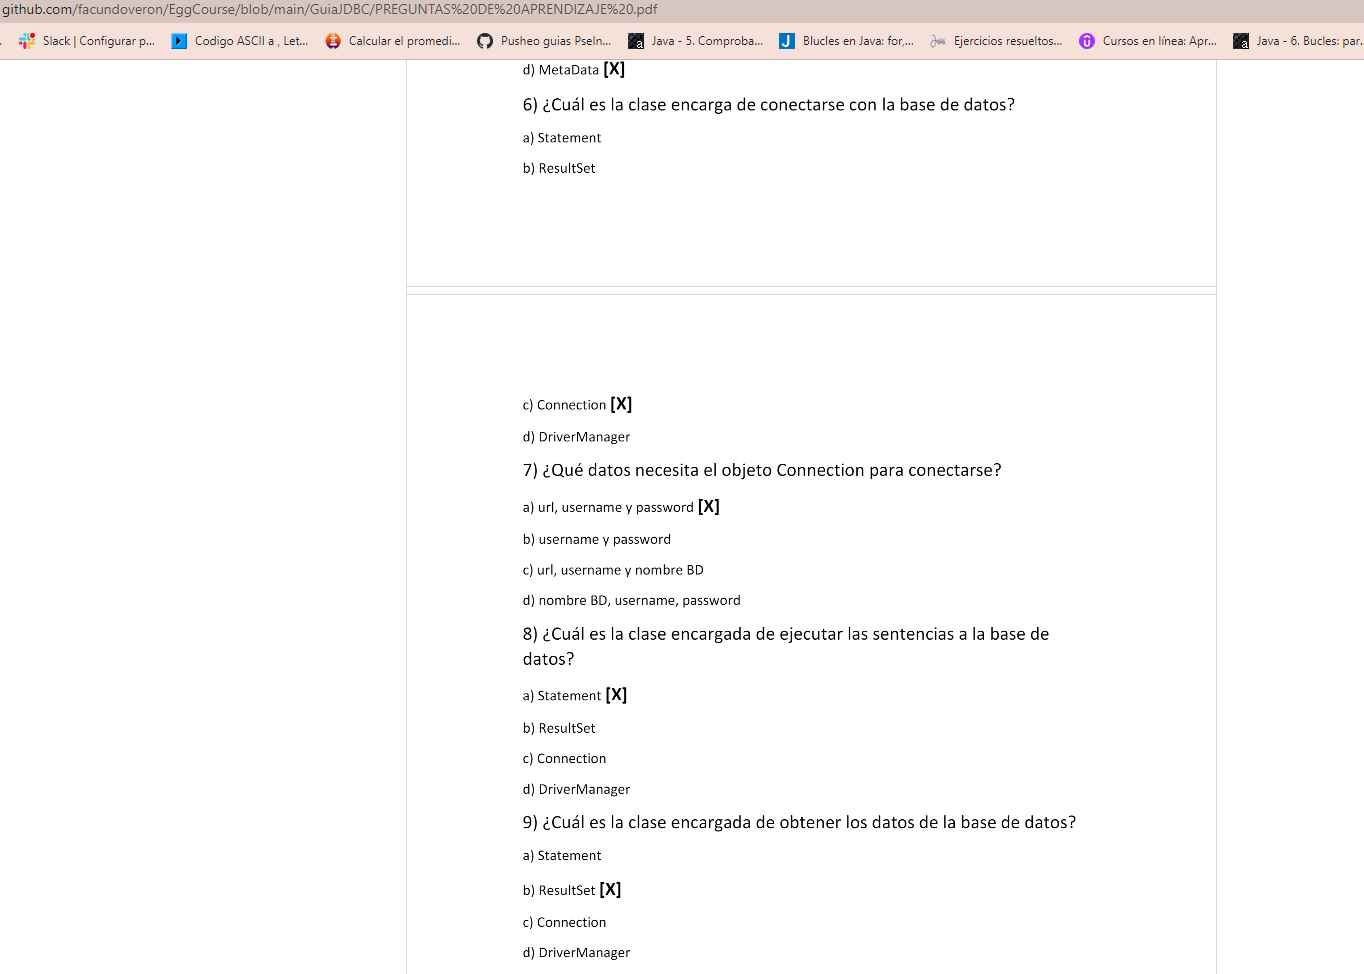 github.com/facundoveron/EggCourse/blob/main/GuiaJDBC/PREGUNTAS%20DE%20APRENDIZAJE%20.pdf
Slack | Configurar p... Codigo ASCII a , Let... Calcular el promedi... Pusheo guias PseIn... Java - 5. Comproba... Blucles en Java: for,... Ejercicios resueltos... Cursos en línea: Apr... Java - 6. Bucles: par...
d) MetaData [X]
6) ¿Cuál es la clase encarga de conectarse con la base de datos?
a) Statement
b) ResultSet
c) Connection [X]
d) DriverManager
7) ¿Qué datos necesita el objeto Connection para conectarse?
a) url, username y password [X]
b) username y password
c) url, username y nombre BD
d) nombre BD, username, password
8) ¿Cuál es la clase encargada de ejecutar las sentencias a la base de
datos?
a) Statement [X]
b) ResultSet
c) Connection
d) DriverManager
9) ¿Cuál es la clase encargada de obtener los datos de la base de datos?
a) Statement
b) ResultSet [X]
c) Connection
d) DriverManager